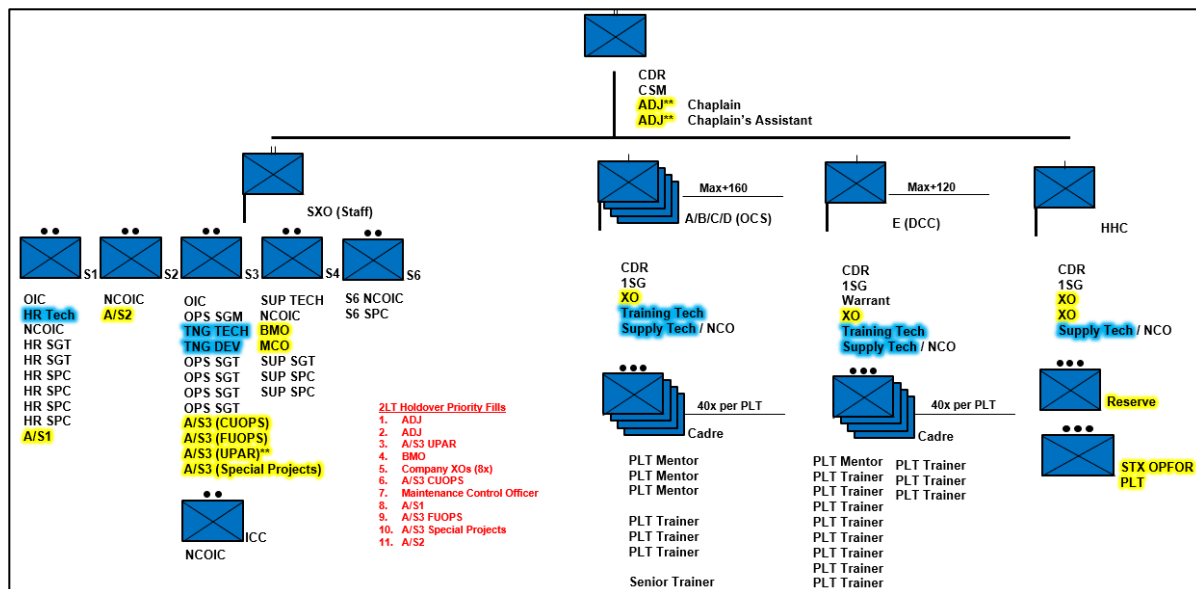 CDR
CSM
ADJ** Chaplain
ADJ** Chaplain's Assistant
SXO (Staff)
Max+160
A/B/C/D (OCS)
Max+120
E (DCC)
HHC
S1
S2
S3
S4
S6
OIC
HR Tech
NCOIC
HR SGT
HR SGT
HR SPC
HR SPC
HR SPC
HR SPC
A/S1
NCOIC
A/S2
OIC
OPS SGM
TNG TECH
TNG DEV
OPS SGT
OPS SGT
OPS SGT
OPS SGT
A/S3 (CUOPS)
A/S3 (FUOPS)
A/S3 (UPAR)**
A/S3 (Special Projects)
ICC
NCOIC
SUP TECH
NCOIC
BMO
MCO
SUP SGT
SUP SPC
SUP SPC
S6 NCOIC
S6 SPC
2LT Holdover Priority Fills
1. ADJ
2. ADJ
3. A/S3 UPAR
4. BMO
5. Company XOs (8x)
6. A/S3 CUOPS
7. Maintenance Control Officer
8. A/S1
9. A/S3 FUOPS
10. A/S3 Special Projects
11. A/S2
CDR
1SG
XO
Training Tech
Supply Tech / NCO
40x per PLT
Cadre
PLT Mentor
PLT Mentor
PLT Mentor
PLT Trainer
PLT Trainer
PLT Trainer
Senior Trainer
CDR
1SG
Warrant
XO
Training Tech
Supply Tech / NCO
40x per PLT
Cadre
PLT Mentor
PLT Trainer
PLT Trainer
PLT Trainer
PLT Trainer
PLT Trainer
PLT Trainer
PLT Trainer
PLT Trainer
PLT Trainer
PLT Trainer
PLT Trainer
CDR
1SG
XO
XO
Supply Tech / NCO
Reserve
STX OPFOR
PLT